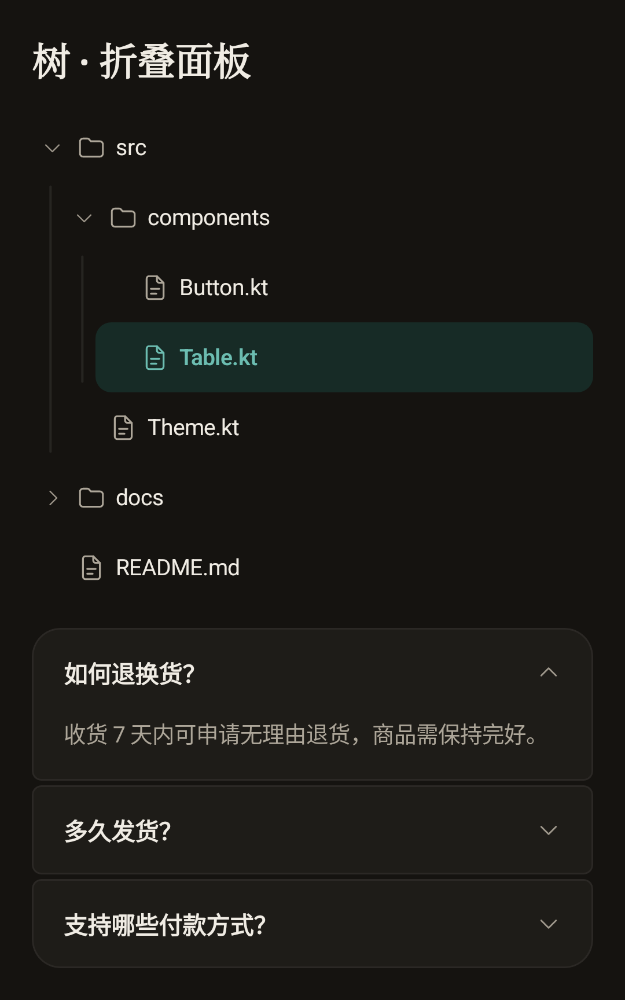 树 · 折叠面板
src
components
Button.kt
Table.kt
Theme.kt
docs
README.md
如何退换货?
收货 7 天内可申请无理由退货，商品需保持完好。
多久发货?
支持哪些付款方式?